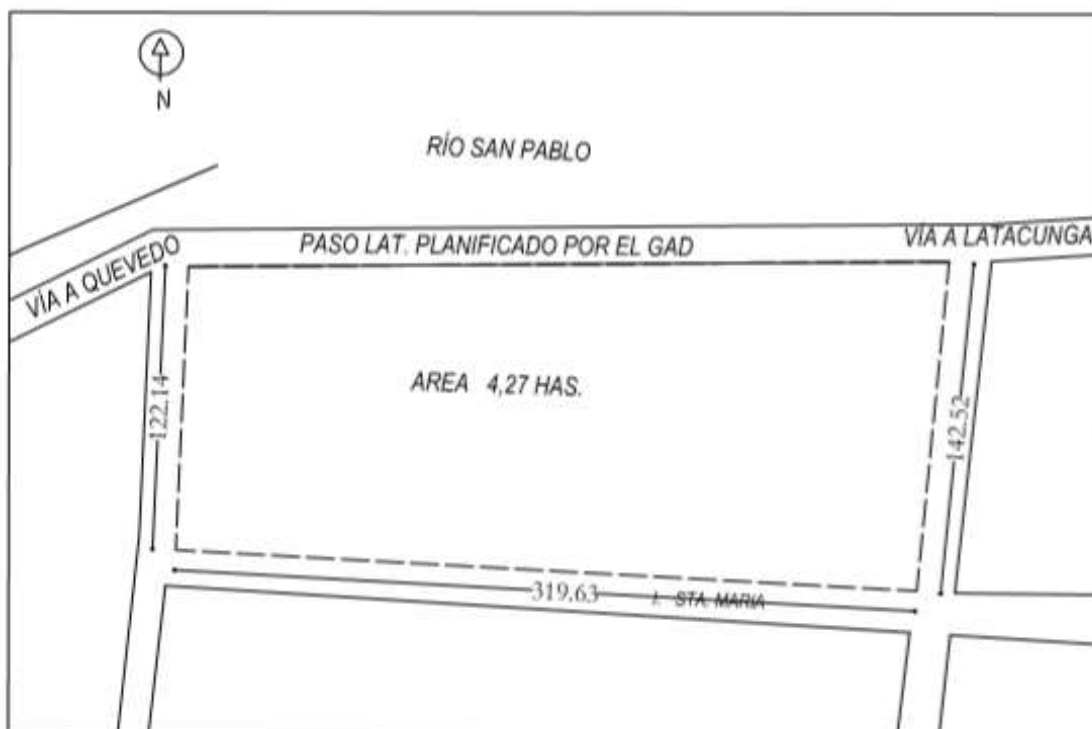 N
RÍO SAN PABLO
PASO LAT. PLANIFICADO POR EL GAD
VÍA A LATACUNGA
VÍA A QUEVEDO
AREA 4,27 HAS.
122.14
142.52
319.63
STA. MARIA